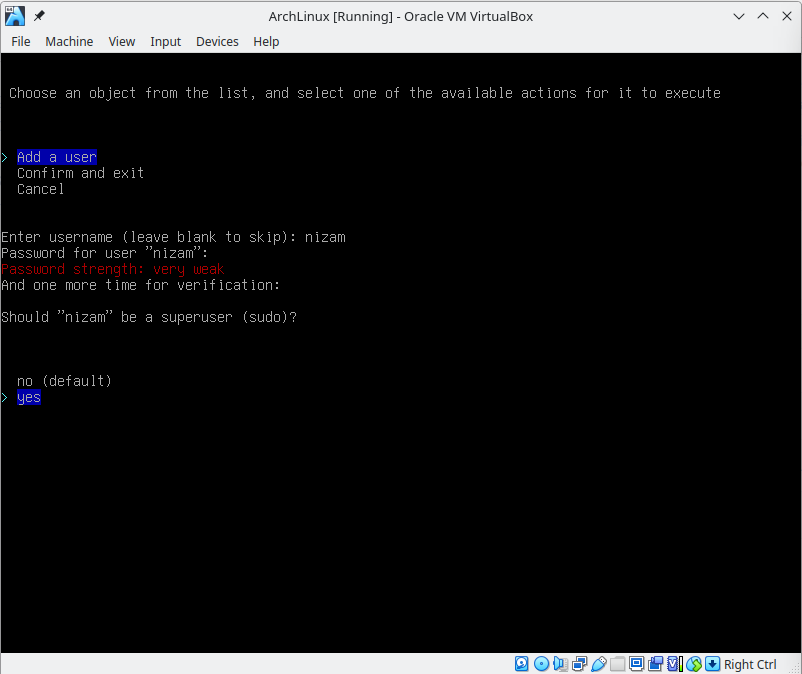 ArchLinux [Running] - Oracle VM VirtualBox
File Machine View Input Devices Help
Choose an object from the list, and select one of the available actions for it to execute
> Add a user
Confirm and exit
Cancel
Enter username (leave blank to skip): nizam
Password for user ”nizam”:
Password strength: very weak
And one more time for verification:
Should ”nizam” be a superuser (sudo)?
no (default)
> yes
Right Ctrl